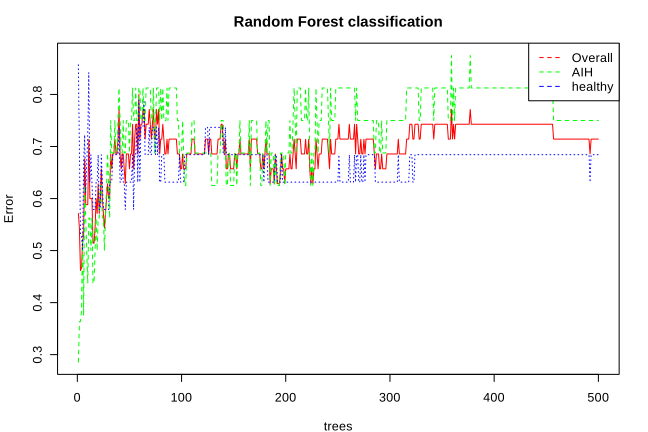 Random Forest classification
Overall
AIH
healthy
Error
0.8
0.7
0.6
0.5
0.4
0.3
0 100 200 300 400 500
trees